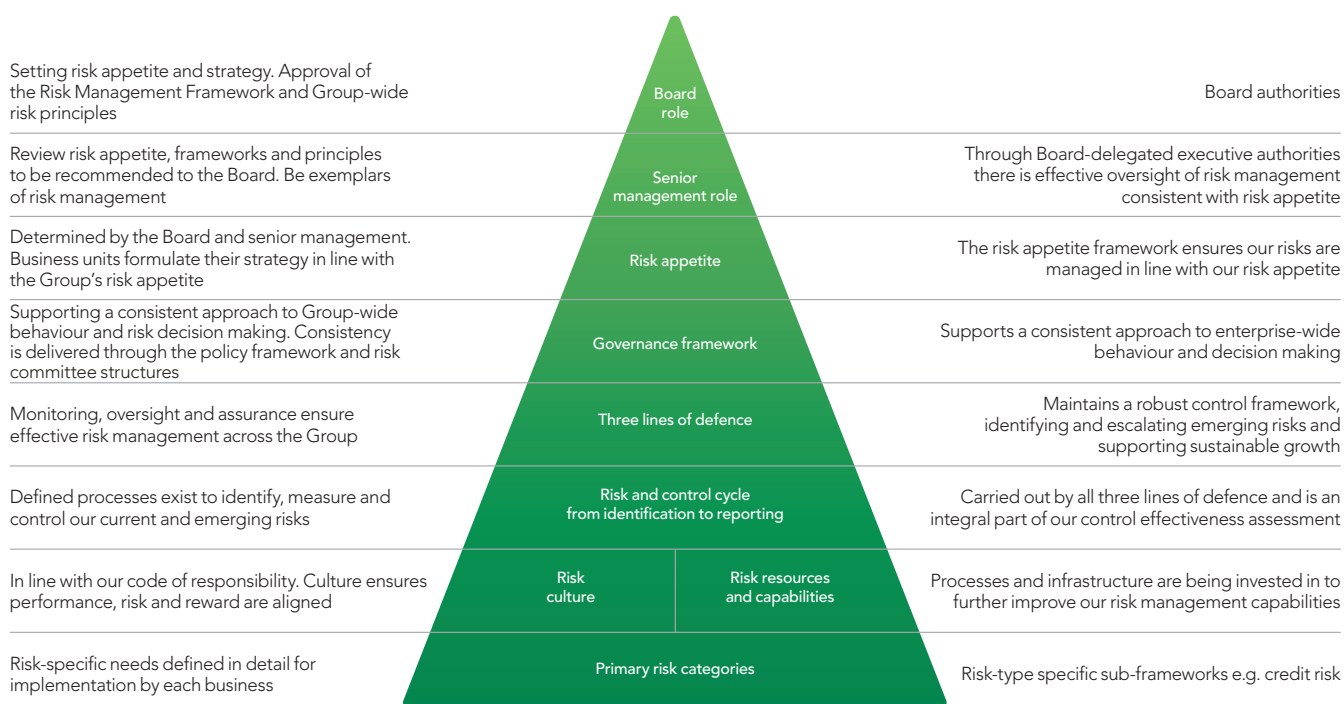 Setting risk appetite and strategy. Approval of
the Risk Management Framework and Group-wide
risk principles
Board
role
Board authorities
Review risk appetite, frameworks and principles
to be recommended to the Board. Be exemplars
of risk management
Senior
management role
Through Board-delegated executive authorities
there is effective oversight of risk management
consistent with risk appetite
Determined by the Board and senior management.
Business units formulate their strategy in line with
the Group's risk appetite
Risk appetite
The risk appetite framework ensures our risks are
managed in line with our risk appetite
Supporting a consistent approach to Group-wide
behaviour and risk decision making. Consistency
is delivered through the policy framework and risk
committee structures
Governance framework
Supports a consistent approach to enterprise-wide
behaviour and decision making
Monitoring, oversight and assurance ensure
effective risk management across the Group
Three lines of defence
Maintains a robust control framework,
identifying and escalating emerging risks and
supporting sustainable growth
Defined processes exist to identify, measure and
control our current and emerging risks
Risk and control cycle
from identification to reporting
Carried out by all three lines of defence and is an
integral part of our control effectiveness assessment
In line with our code of responsibility. Culture ensures
performance, risk and reward are aligned
Risk
culture
Risk resources
and capabilities
Processes and infrastructure are being invested in to
further improve our risk management capabilities
Risk-specific needs defined in detail for
implementation by each business
Primary risk categories
Risk-type specific sub-frameworks e.g. credit risk